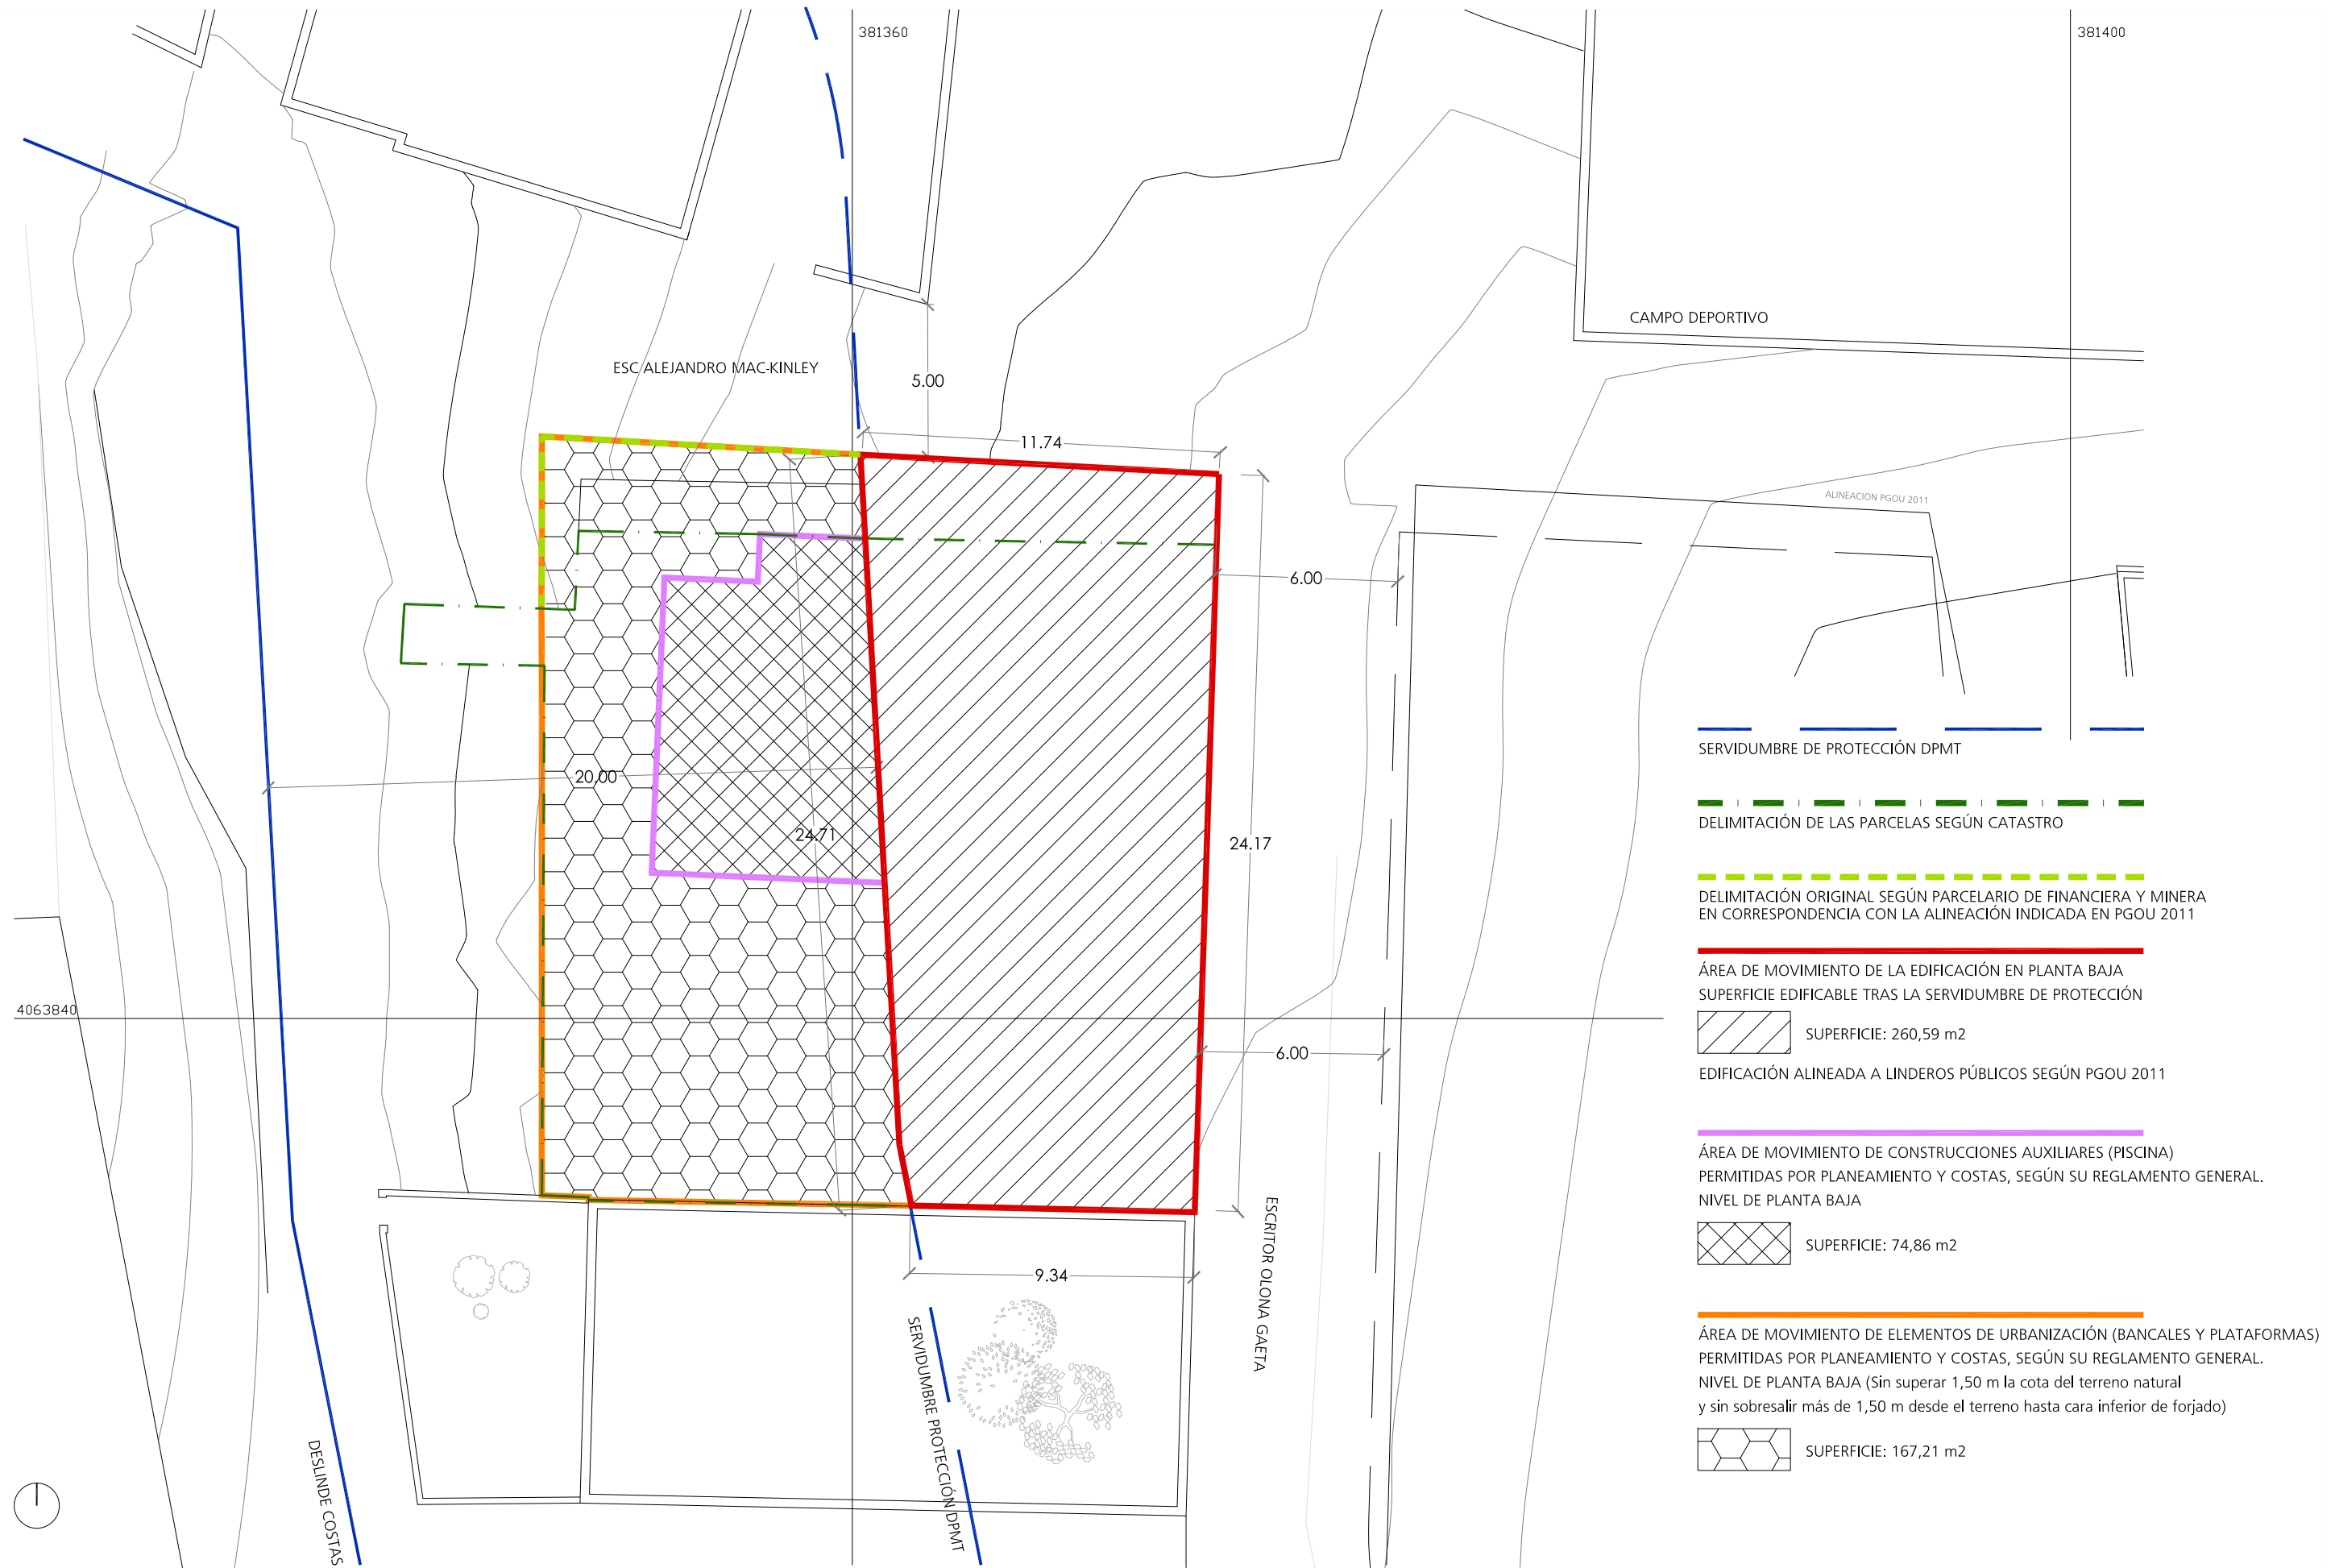 381360
381400
CAMPO DEPORTIVO
ESC ALEJANDRO MAC-KINLEY
5.00
11.74
ALINEACION PGOU 2011
6.00
20.00
24.71
24.17
4063840
6.00
9.34
ESCRITOR OLONA GAETA
SERVIDUMBRE PROTECCIÓN DPMT
DESLINDE COSTAS
SERVIDUMBRE DE PROTECCIÓN DPMT
DELIMITACIÓN DE LAS PARCELAS SEGÚN CATASTRO
DELIMITACIÓN ORIGINAL SEGÚN PARCELARIO DE FINANCIERA Y MINERA
EN CORRESPONDENCIA CON LA ALINEACIÓN INDICADA EN PGOU 2011
ÁREA DE MOVIMIENTO DE LA EDIFICACIÓN EN PLANTA BAJA
SUPERFICIE EDIFICABLE TRAS LA SERVIDUMBRE DE PROTECCIÓN
SUPERFICIE: 260,59 m2
EDIFICACIÓN ALINEADA A LINDEROS PÚBLICOS SEGÚN PGOU 2011
ÁREA DE MOVIMIENTO DE CONSTRUCCIONES AUXILIARES (PISCINA)
PERMITIDAS POR PLANEAMIENTO Y COSTAS, SEGÚN SU REGLAMENTO GENERAL.
NIVEL DE PLANTA BAJA
SUPERFICIE: 74,86 m2
ÁREA DE MOVIMIENTO DE ELEMENTOS DE URBANIZACIÓN (BANCALES Y PLATAFORMAS)
PERMITIDAS POR PLANEAMIENTO Y COSTAS, SEGÚN SU REGLAMENTO GENERAL.
NIVEL DE PLANTA BAJA (Sin superar 1,50 m la cota del terreno natural
y sin sobresalir más de 1,50 m desde el terreno hasta cara inferior de forjado)
SUPERFICIE: 167,21 m2